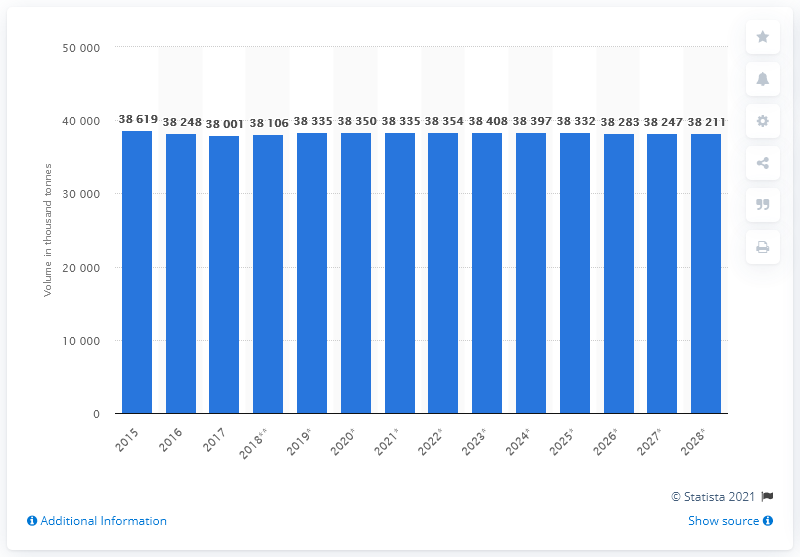 50 000
40 000
30 000
20 000
10 000
0
Volume in thousand tonnes
38 619 38 248 38 001 38 106 38 335 38 350 38 335 38 354 38 408 38 397 38 332 38 283 38 247 38 211
2015 2016 2017 2018** 2019* 2020* 2021* 2022* 2023* 2024* 2025* 2026* 2027* 2028*
© Statista 2021
Additional Information
Show source